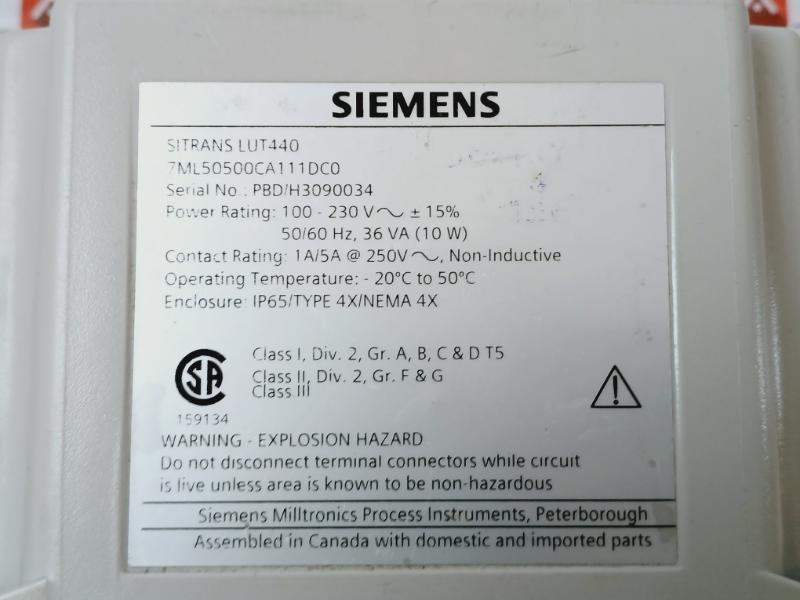 SIEMENS
SITRANS LUT440
7ML50500CA111DC0
Serial No.: PBD/H3090034
Power Rating: 100 - 230 V ~ ± 15%
50/60 Hz, 36 VA (10 W)
Contact Rating: 1A/5A @ 250V ~, Non-Inductive
Operating Temperature: - 20°C to 50°C
Enclosure: IP65/TYPE 4X/NEMA 4X
Class I, Div. 2, Gr. A, B, C & D T5
Class II, Div. 2, Gr. F & G
Class III
SA
159134
WARNING - EXPLOSION HAZARD
Do not disconnect terminal connectors while circuit
is live unless area is known to be non-hazardous
Siemens Milltronics Process Instruments, Peterborough
Assembled in Canada with domestic and imported parts